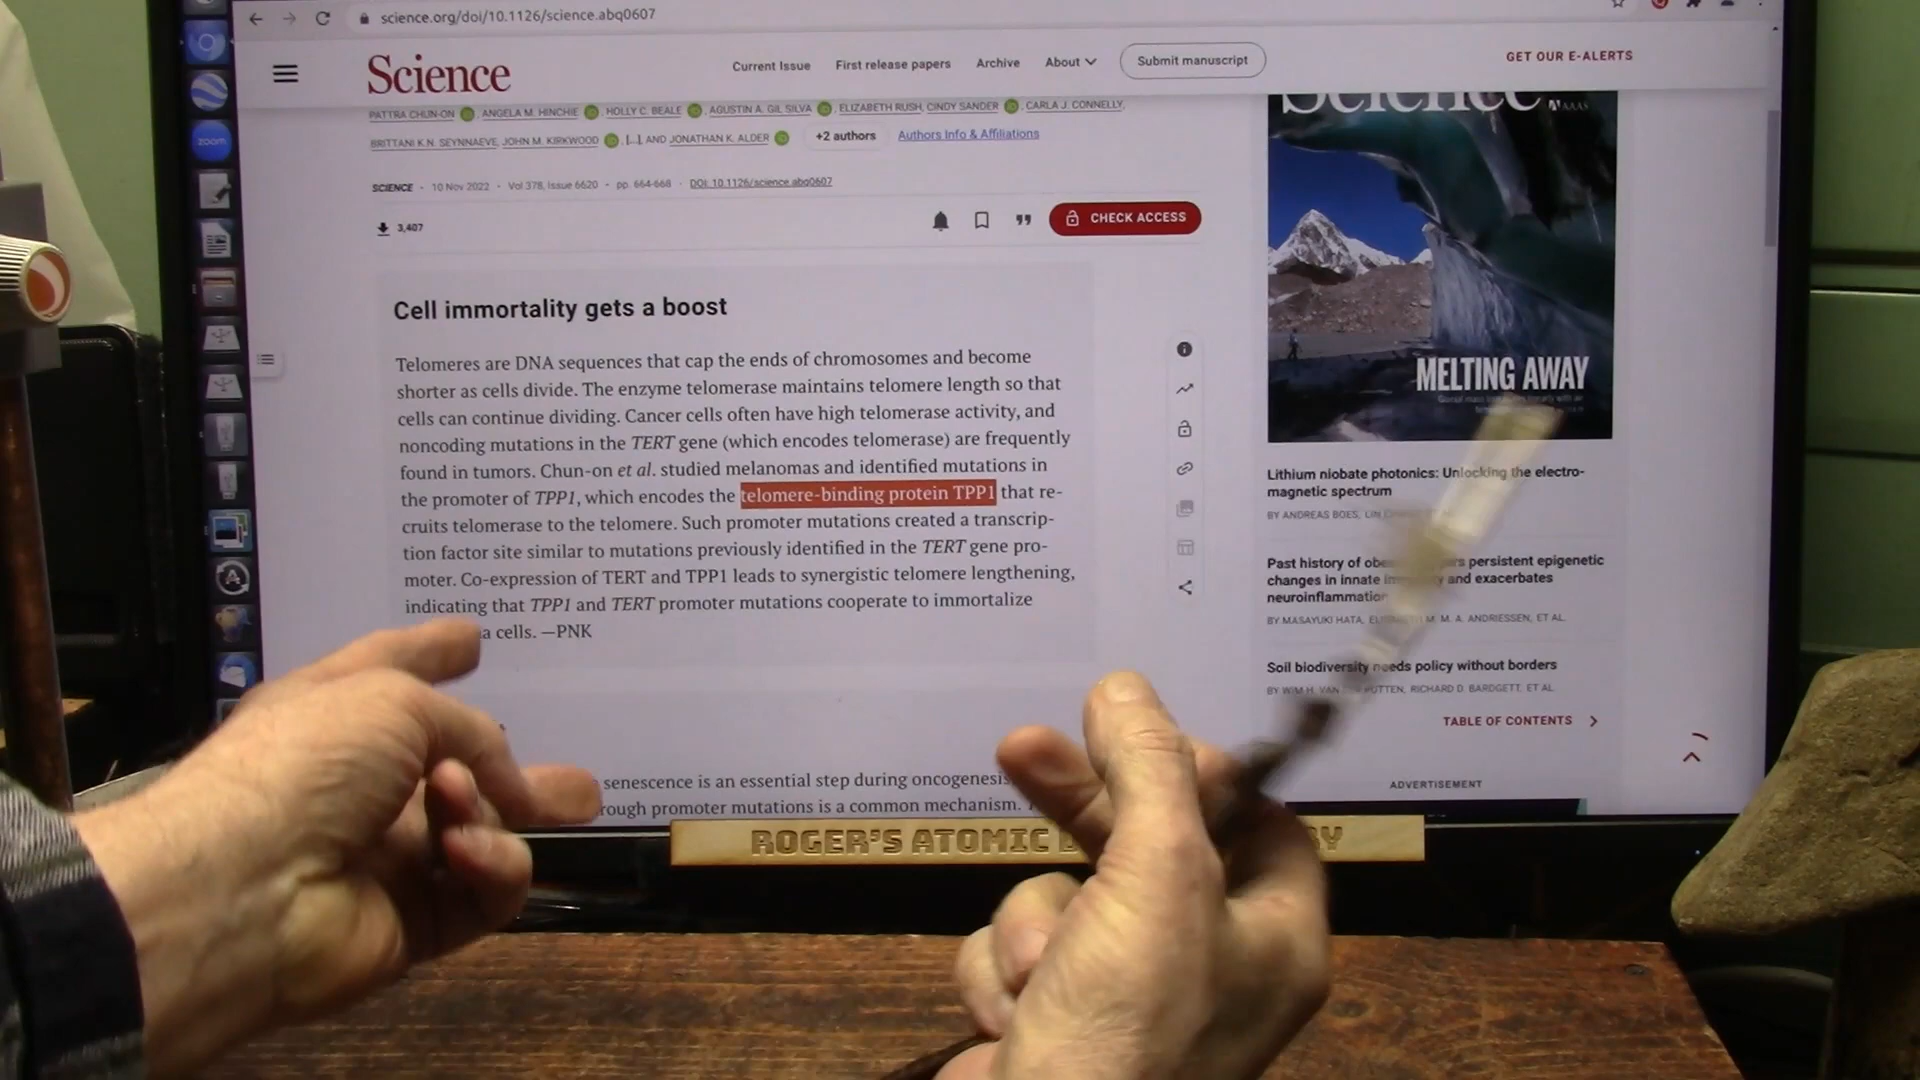 science.org/doi/10.1126/science.abq0607
Science
Current Issue First release papers Archive About Submit manuscript
GET OUR E-ALERTS
PATTRA CHUN-ON, ANGELA M. HINCHIE, HOLLY C. BEALE, AGUSTIN A. GIL SILVA, ELIZABETH RUSH, CINDY SANDER, CARLA J. CONNELLY,
BRITTANI K.N. SEYNNAEVE, JOHN M. KIRKWOOD, [...], AND JONATHAN K. ALDER +2 authors Authors Info & Affiliations
SCIENCE • 10 Nov 2022 • Vol 378, Issue 6620 • pp. 664-668 • DOI: 10.1126/science.abq0607
3,407
CHECK ACCESS
Cell immortality gets a boost
Telomeres are DNA sequences that cap the ends of chromosomes and become
shorter as cells divide. The enzyme telomerase maintains telomere length so that
cells can continue dividing. Cancer cells often have high telomerase activity, and
noncoding mutations in the TERT gene (which encodes telomerase) are frequently
found in tumors. Chun-on et al. studied melanomas and identified mutations in
the promoter of TPP1, which encodes the telomere-binding protein TPP1 that re-
cruits telomerase to the telomere. Such promoter mutations created a transcrip-
tion factor site similar to mutations previously identified in the TERT gene pro-
moter. Co-expression of TERT and TPP1 leads to synergistic telomere lengthening,
indicating that TPP1 and TERT promoter mutations cooperate to immortalize
cells. —PNK
senescence is an essential step during oncogenesis
promoter mutations is a common mechanism.
zoom
Science
AAAS
MELTING AWAY
Lithium niobate photonics: Unlocking the electro-
magnetic spectrum
BY ANDREAS BOES,
Past history of persistent epigenetic
changes in innate and exacerbates
neuroinflammation
BY MASAYUKI HATA, M. M. A. ANDRIESSEN, ET AL.
Soil biodiversity needs policy without borders
BY WIM H. VAN PUTTEN, RICHARD D. BARDGETT, ET AL.
TABLE OF CONTENTS
ADVERTISEMENT
ROGER'S ATOMIC